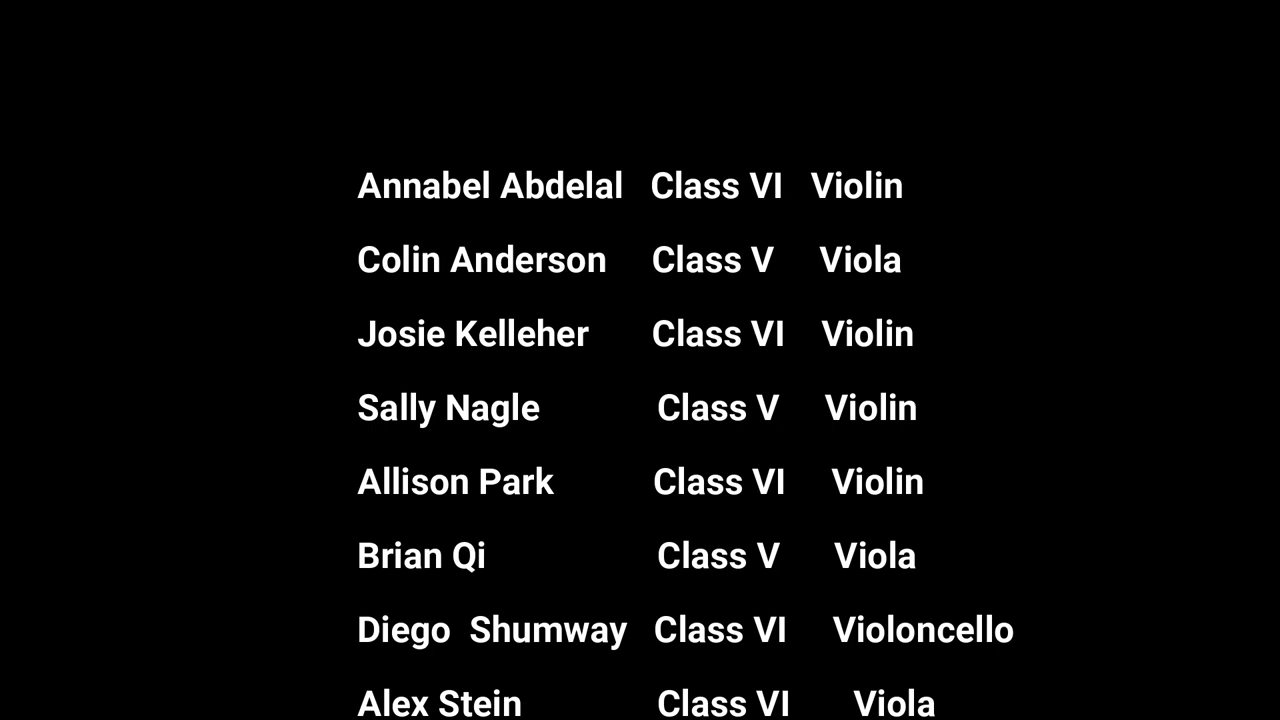 Annabel Abdelal Class VI Violin
Colin Anderson Class V Viola
Josie Kelleher Class VI Violin
Sally Nagle Class V Violin
Allison Park Class VI Violin
Brian Qi Class V Viola
Diego Shumway Class VI Violoncello
Alex Stein Class VI Viola